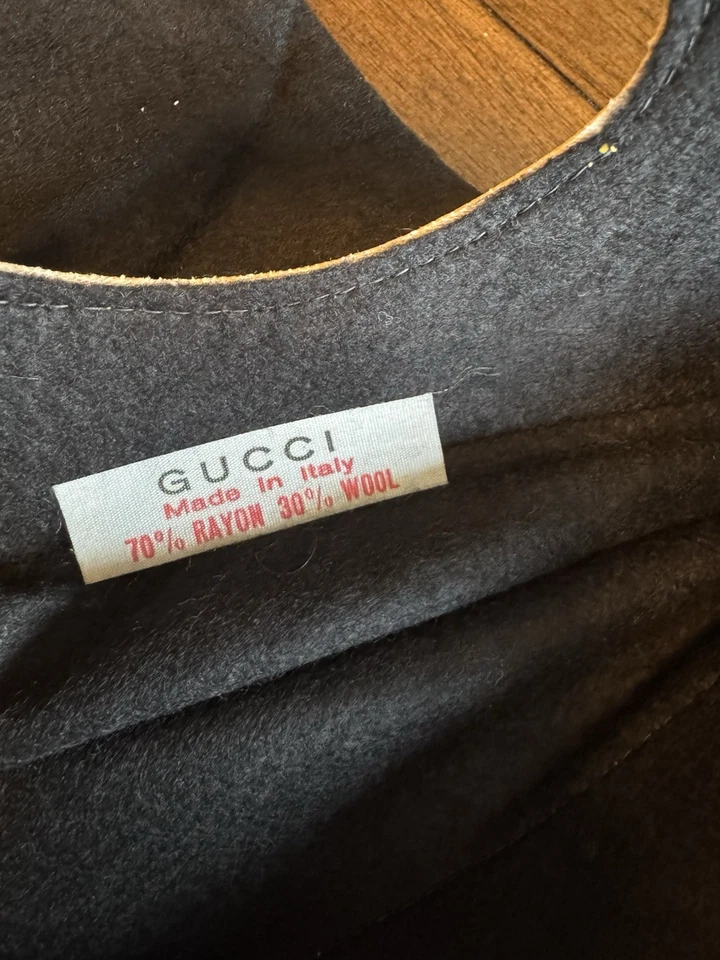 GUCCI
Made in Italy
70% RAYON 30% WOOL